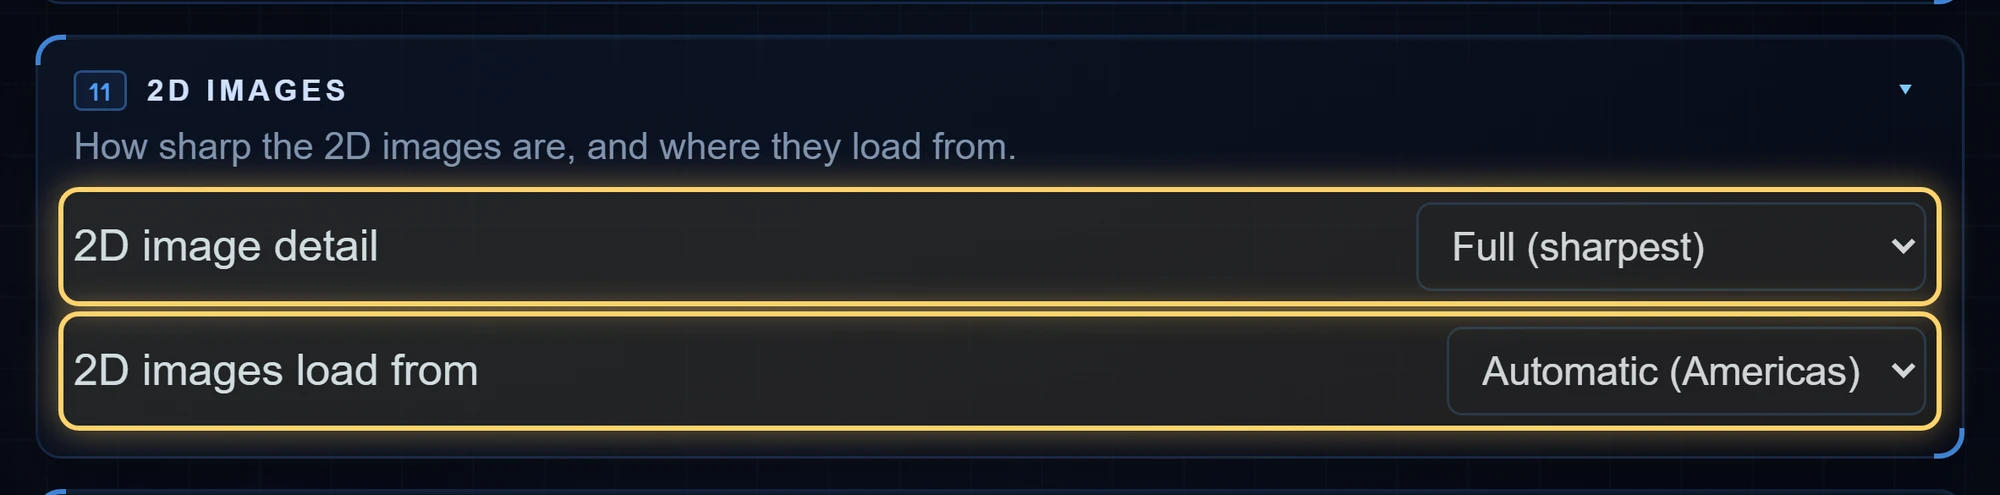 11 2D IMAGES
How sharp the 2D images are, and where they load from.
2D image detail Full (sharpest)
2D images load from Automatic (Americas)